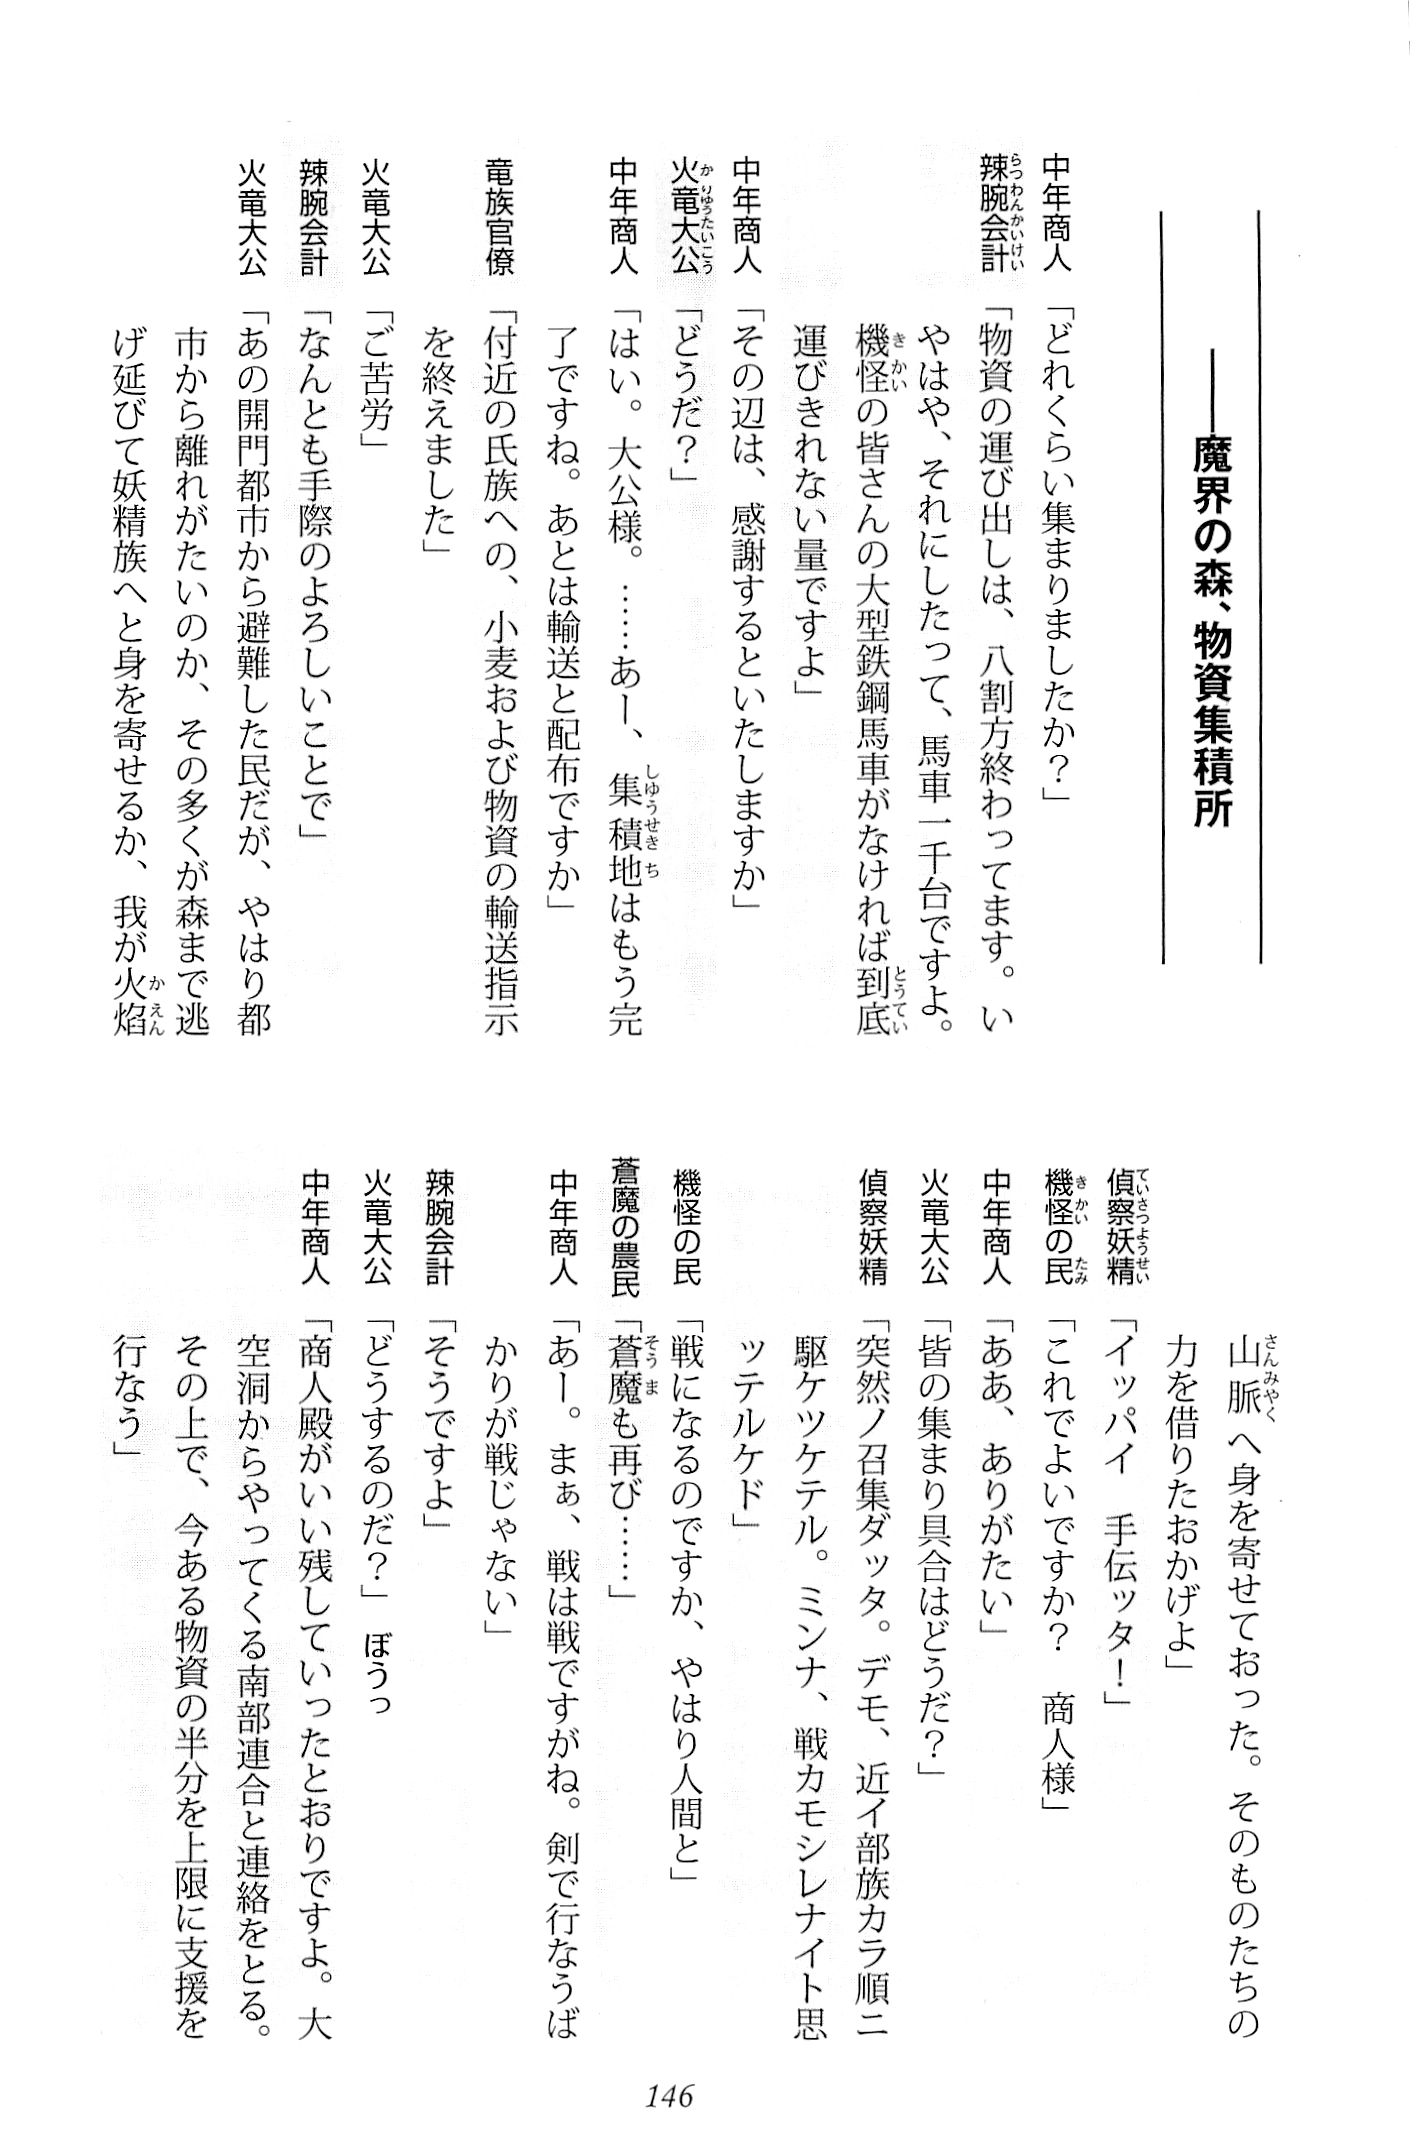 ――魔界の森、物資集積所
中年商人「どれくらい集まりましたか？」
辣腕会計「物資の運び出しは、八割方終わってます。い
やはや、それにしたって、馬車一千台ですよ。
機怪の皆さんの大型鉄鋼馬車がなければ到底
運びきれない量ですよ」
中年商人「その辺は、感謝するといたしますか」
火竜大公「どうだ？」
中年商人「はい。大公様。……あー、集積地はもう完
了ですね。あとは輸送と配布ですか」
竜族官僚「付近の氏族への、小麦および物資の輸送指示
を終えました」
火竜大公「ご苦労」
辣腕会計「なんとも手際のよろしいことで」
火竜大公「あの開門都市から避難した民だが、やはり都
市から離れがたいのか、その多くが森まで逃
げ延びて妖精族へと身を寄せるか、我が火焔
山脈へ身を寄せておった。そのものたちの
力を借りたおかげよ」
偵察妖精「イッパイ　手伝ッタ！」
機怪の民「これでよいですか？　商人様」
中年商人「ああ、ありがたい」
火竜大公「皆の集まり具合はどうだ？」
偵察妖精「突然ノ召集ダッタ。デモ、近イ部族カラ順ニ
駆ケツケテル。ミンナ、戦カモシレナイト思
ッテルケド」
機怪の民「戦になるのですか、やはり人間と」
蒼魔の農民「蒼魔も再び……」
中年商人「あー。まぁ、戦は戦ですがね。剣で行なうば
かりが戦じゃない」
辣腕会計「そうですよ」
火竜大公「どうするのだ？」ぼうっ
中年商人「商人殿がいい残していったとおりですよ。大
空洞からやってくる南部連合と連絡をとる。
その上で、今ある物資の半分を上限に支援を
行なう」
146